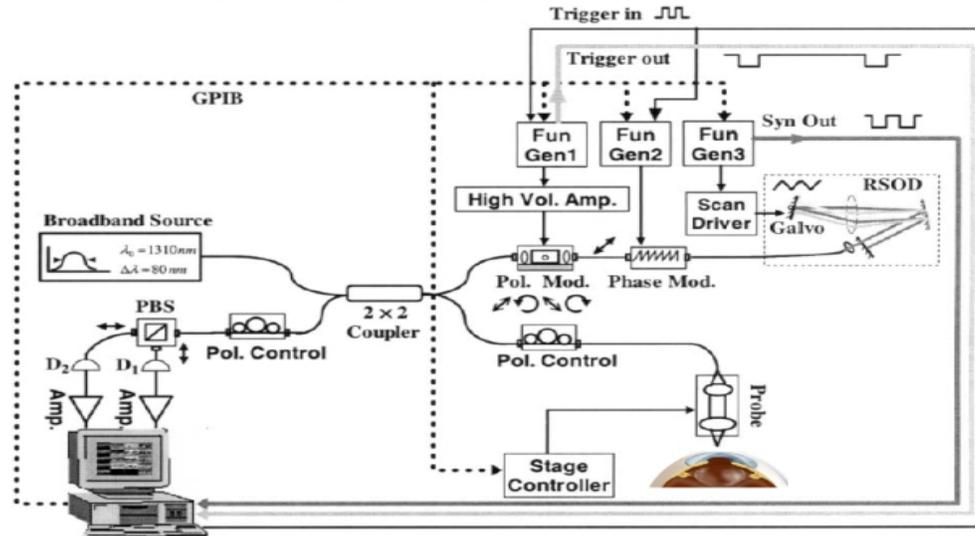 Trigger in
Trigger out
GPIB
Fun Gen1
Fun Gen2
Fun Gen3
Syn Out
High Vol. Amp.
Scan Driver
RSOD
Galvo
Broadband Source
λ₀ = 1310nm
Δλ = 80nm
Pol. Mod.
Phase Mod.
PBS
2 × 2 Coupler
Pol. Control
Pol. Control
D₂
D₁
Amp.
Amp.
Probe
Stage Controller